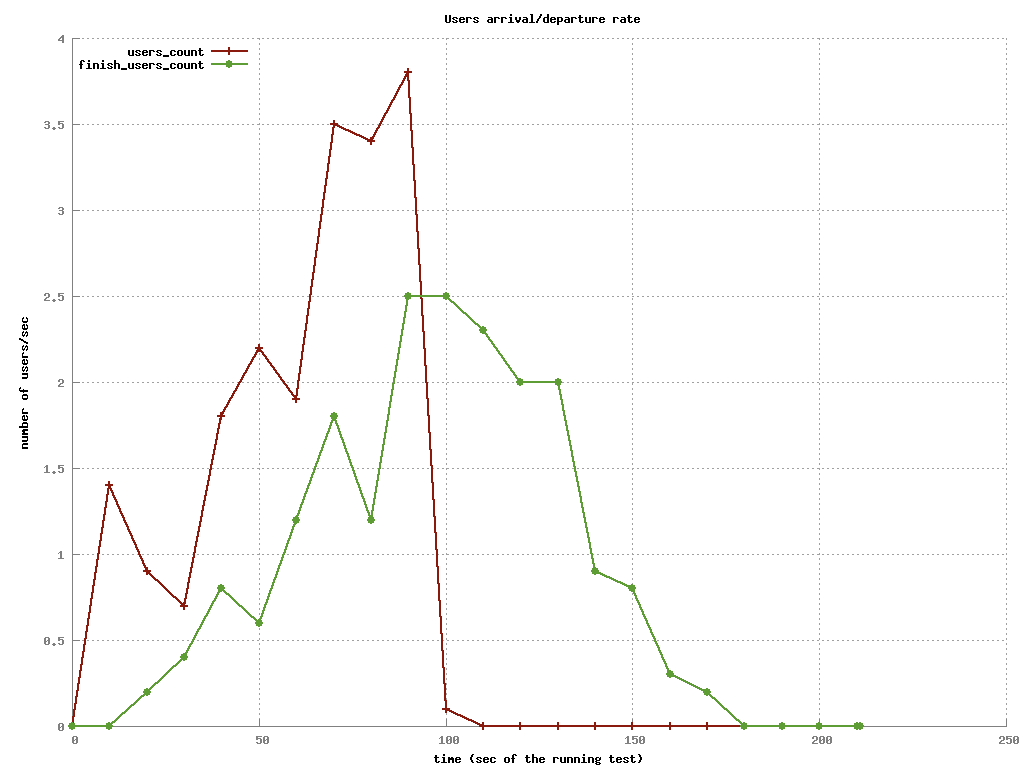 Users arrival/departure rate
users_count
finish_users_count
4
3.5
3
2.5
2
1.5
1
0.5
0
number of users/sec
0 50 100 150 200 250
time (sec of the running test)